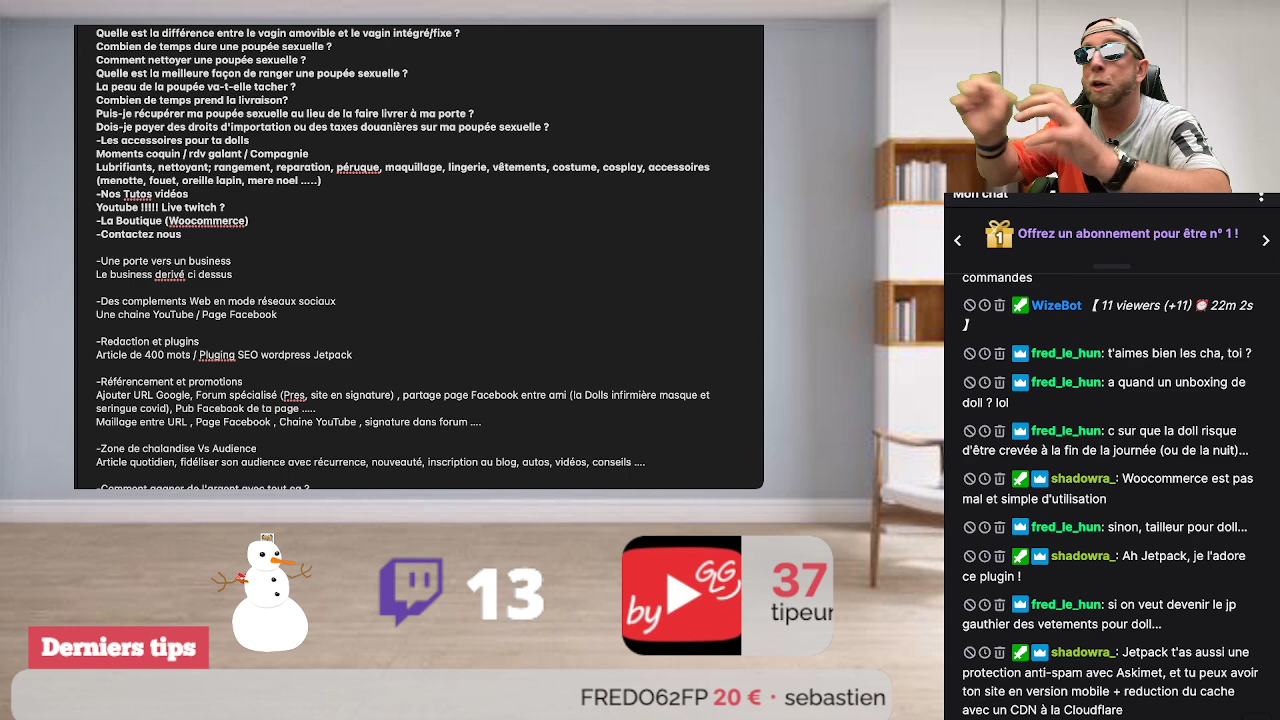 Quelle est la différence entre le vagin amovible et le vagin intégré/fixe ?
Combien de temps dure une poupée sexuelle ?
Comment nettoyer une poupée sexuelle ?
Quelle est la meilleure façon de ranger une poupée sexuelle ?
La peau de la poupée va-t-elle tacher ?
Combien de temps prend la livraison?
Puis-je récupérer ma poupée sexuelle au lieu de la faire livrer à ma porte ?
Dois-je payer des droits d'importation ou des taxes douanières sur ma poupée sexuelle ?
-Les accessoires pour ta dolls
Moments coquin / rdv galant / Compagnie
Lubrifiants, nettoyant; rangement, reparation, péruque, maquillage, lingerie, vêtements, costume, cosplay, accessoires
(menotte, fouet, oreille lapin, mere noel .....)
-Nos Tutos vidéos
Youtube !!!!! Live twitch ?
-La Boutique (Woocommerce)
-Contactez nous
-Une porte vers un business
Le business derivé ci dessus
-Des complements Web en mode réseaux sociaux
Une chaine YouTube / Page Facebook
-Redaction et plugins
Article de 400 mots / Pluging SEO wordpress Jetpack
-Référencement et promotions
Ajouter URL Google, Forum spécialisé (Pres, site en signature) , partage page Facebook entre ami (la Dolls infirmière masque et
seringue covid), Pub Facebook de ta page .....
Maillage entre URL , Page Facebook , Chaine YouTube , signature dans forum ....
-Zone de chalandise Vs Audience
Article quotidien, fidéliser son audience avec récurrence, nouveauté, inscription au blog, autos, vidéos, conseils ....
-Comment gagner de l'argent avec tout ça ?
Mon chat
1
Offrez un abonnement pour être n° 1 !
commandes
WizeBot 【 11 viewers (+11) ⏰ 22m 2s
】
fred_le_hun: t'aimes bien les cha, toi ?
fred_le_hun: a quand un unboxing de
doll ? lol
fred_le_hun: c sur que la doll risque
d'être crevée à la fin de la journée (ou de la nuit)...
shadowra_: Woocommerce est pas
mal et simple d'utilisation
fred_le_hun: sinon, tailleur pour doll...
shadowra_: Ah Jetpack, je l'adore
ce plugin !
fred_le_hun: si on veut devenir le jp
gauthier des vetements pour doll...
shadowra_: Jetpack t'as aussi une
protection anti-spam avec Askimet, et tu peux avoir
ton site en version mobile + reduction du cache
avec un CDN à la Cloudflare
13
by GG
37
tipeur
Derniers tips
FREDO62FP 20 € · sebastien